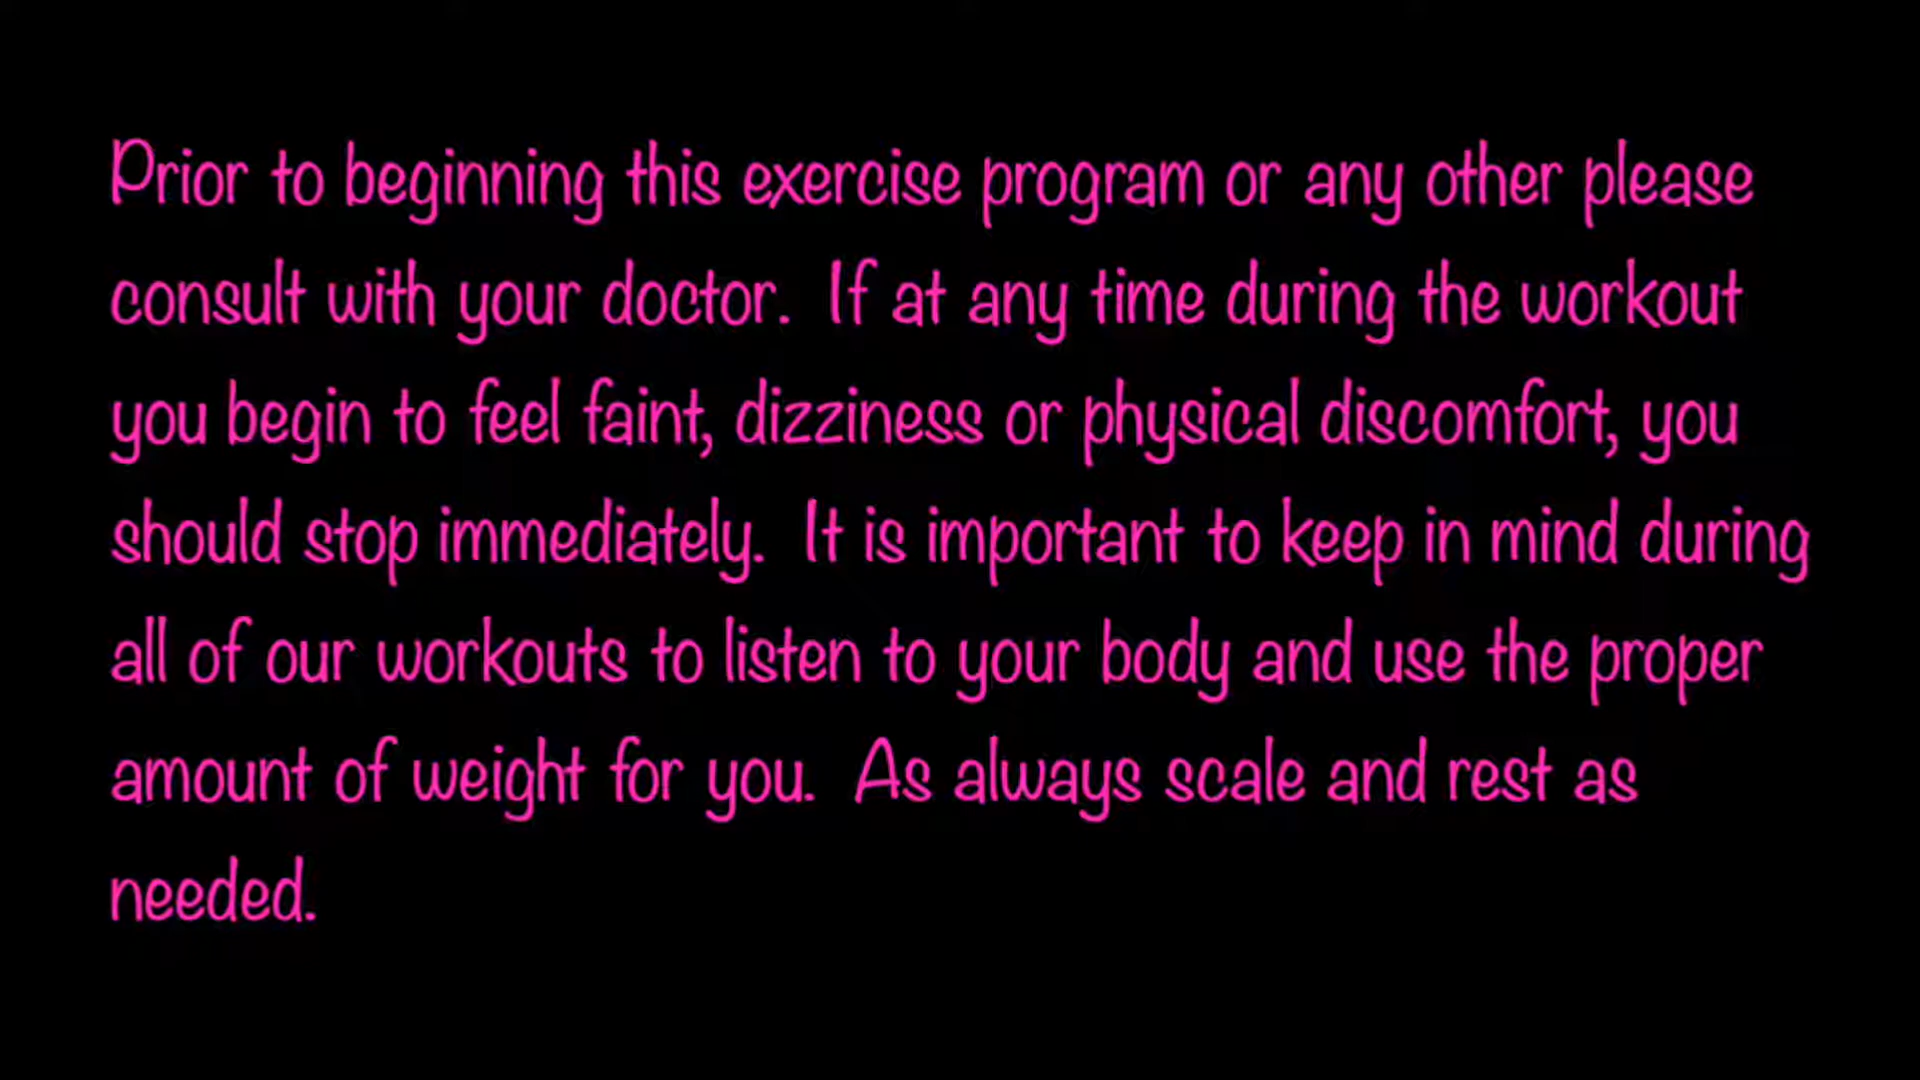 Prior to beginning this exercise program or any other please
consult with your doctor.  If at any time during the workout
you begin to feel faint, dizziness or physical discomfort, you
should stop immediately.  It is important to keep in mind during
all of our workouts to listen to your body and use the proper
amount of weight for you.  As always scale and rest as
needed.